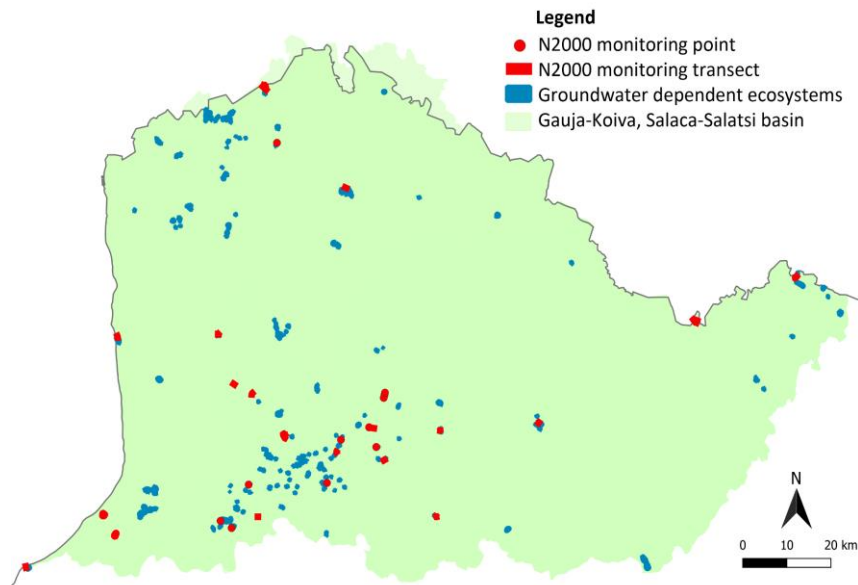 Legend
N2000 monitoring point
N2000 monitoring transect
Groundwater dependent ecosystems
Gauja-Koiva, Salaca-Salatsi basin
N
0 10 20 km